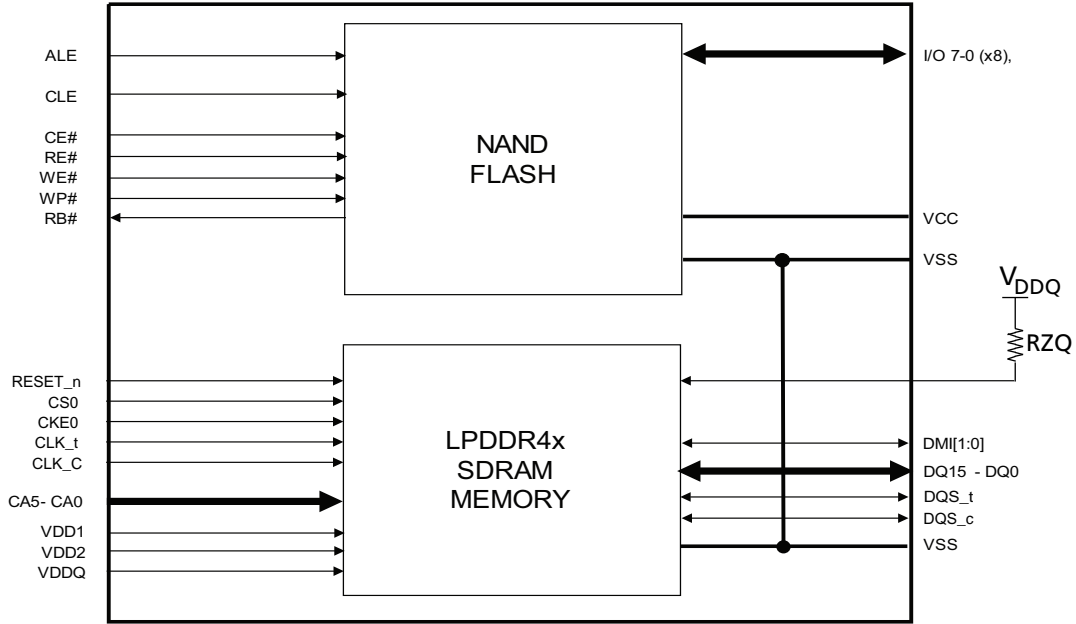 ALE
CLE
CE#
RE#
WE#
WP#
RB#
NAND
FLASH
I/O 7-0 (x8),
VCC
VSS
VDDQ
RZQ
RESET_n
CS0
CKE0
CLK_t
CLK_C
CA5- CA0
VDD1
VDD2
VDDQ
LPDDR4x
SDRAM
MEMORY
DMI[1:0]
DQ15 - DQ0
DQS_t
DQS_c
VSS